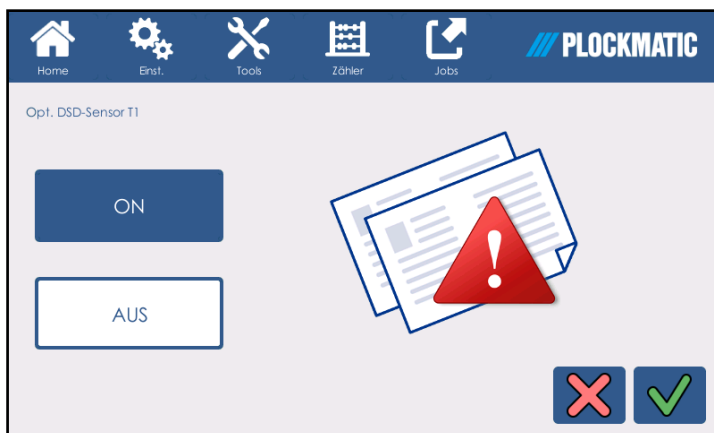 Home Einst. Tools Zähler Jobs PLOCKMATIC
Opt. DSD-Sensor T1
ON
AUS
!